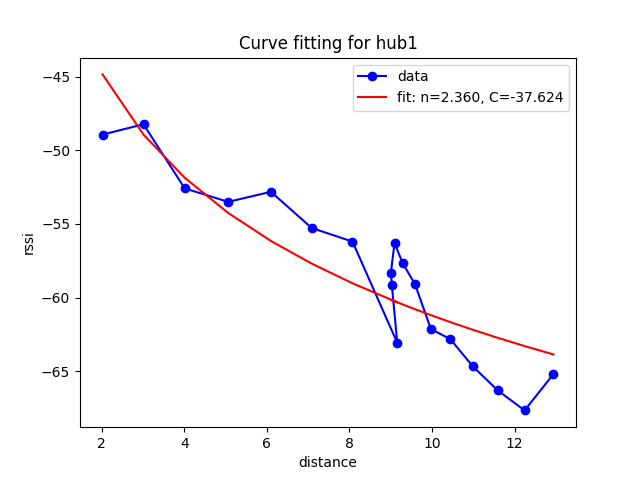 Curve fitting for hub1
data
fit: n=2.360, C=-37.624
−45
−50
−55
−60
−65
rssi
2
4
6
8
10
12
distance